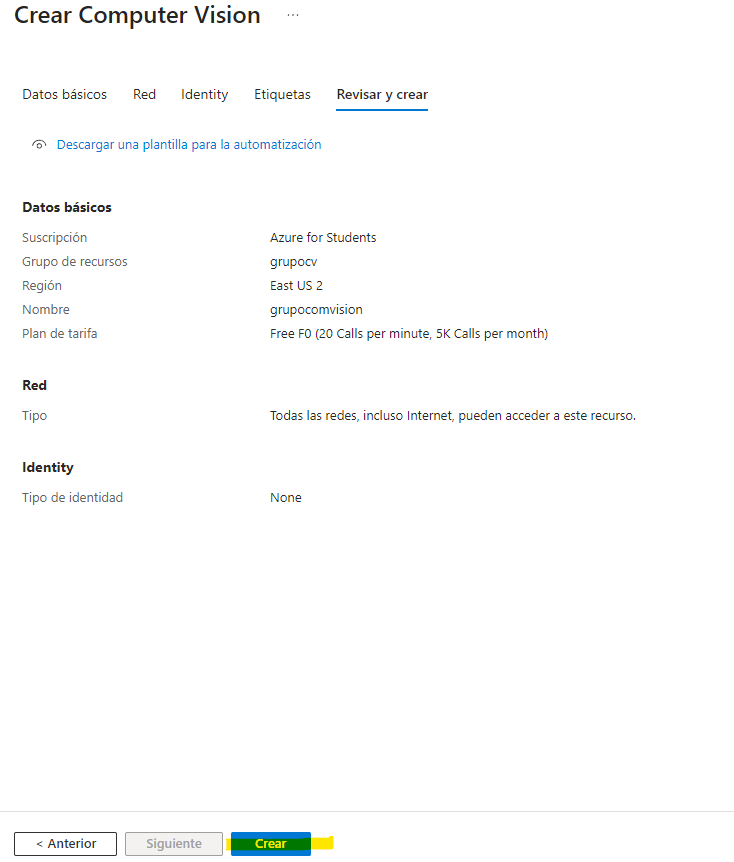 Crear Computer Vision ...
Datos básicos Red Identity Etiquetas Revisar y crear
Descargar una plantilla para la automatización
Datos básicos
Suscripción Azure for Students
Grupo de recursos grupocv
Región East US 2
Nombre grupocomvision
Plan de tarifa Free F0 (20 Calls per minute, 5K Calls per month)
Red
Tipo Todas las redes, incluso Internet, pueden acceder a este recurso.
Identity
Tipo de identidad None
< Anterior Siguiente Crear